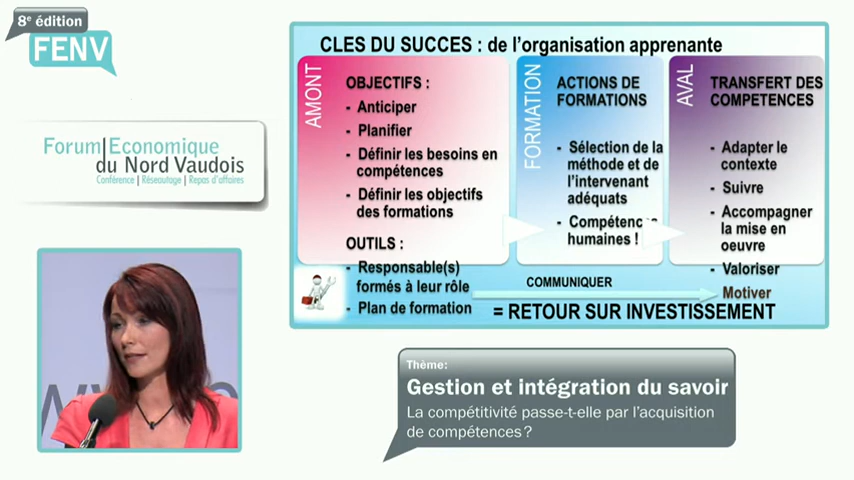 8e édition
FENV
Forum|Economique
du Nord Vaudois
Conférence | Réseautage | Repas d'affaires
CLES DU SUCCES : de l'organisation apprenante
AMONT
OBJECTIFS :
- Anticiper
- Planifier
- Définir les besoins en
compétences
- Définir les objectifs
des formations
OUTILS :
- Responsable(s)
formés à leur rôle
- Plan de formation
FORMATION
ACTIONS DE
FORMATIONS
- Sélection de la
méthode et de
l'intervenant
adéquats
- Compétences
humaines !
AVAL
TRANSFERT DES
COMPETENCES
- Adapter le
contexte
- Suivre
- Accompagner
la mise en
oeuvre
- Valoriser
- Motiver
COMMUNIQUER
= RETOUR SUR INVESTISSEMENT
Thème:
Gestion et intégration du savoir
La compétitivité passe-t-elle par l'acquisition
de compétences ?